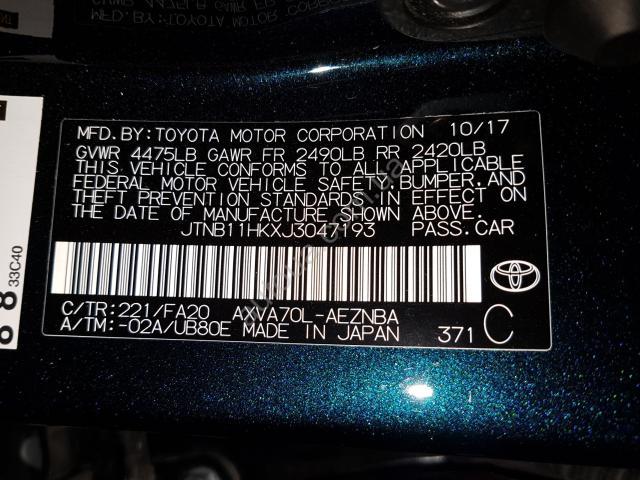 MFD.BY:TOYOTA MOTOR CORPORATION 10/17
GVWR 4475LB GAWR FR 2490LB RR 2420LB
THIS VEHICLE CONFORMS TO ALL APPLICABLE
FEDERAL MOTOR VEHICLE SAFETY, BUMPER, AND
THEFT PREVENTION STANDARDS IN EFFECT ON
THE DATE OF MANUFACTURE SHOWN ABOVE.
JTNB11HKXJ3047193 PASS.CAR
C/TR:221/FA20 AXVA70L-AEZNBA
A/TM:-02A/UB80E MADE IN JAPAN 371 C
33C40